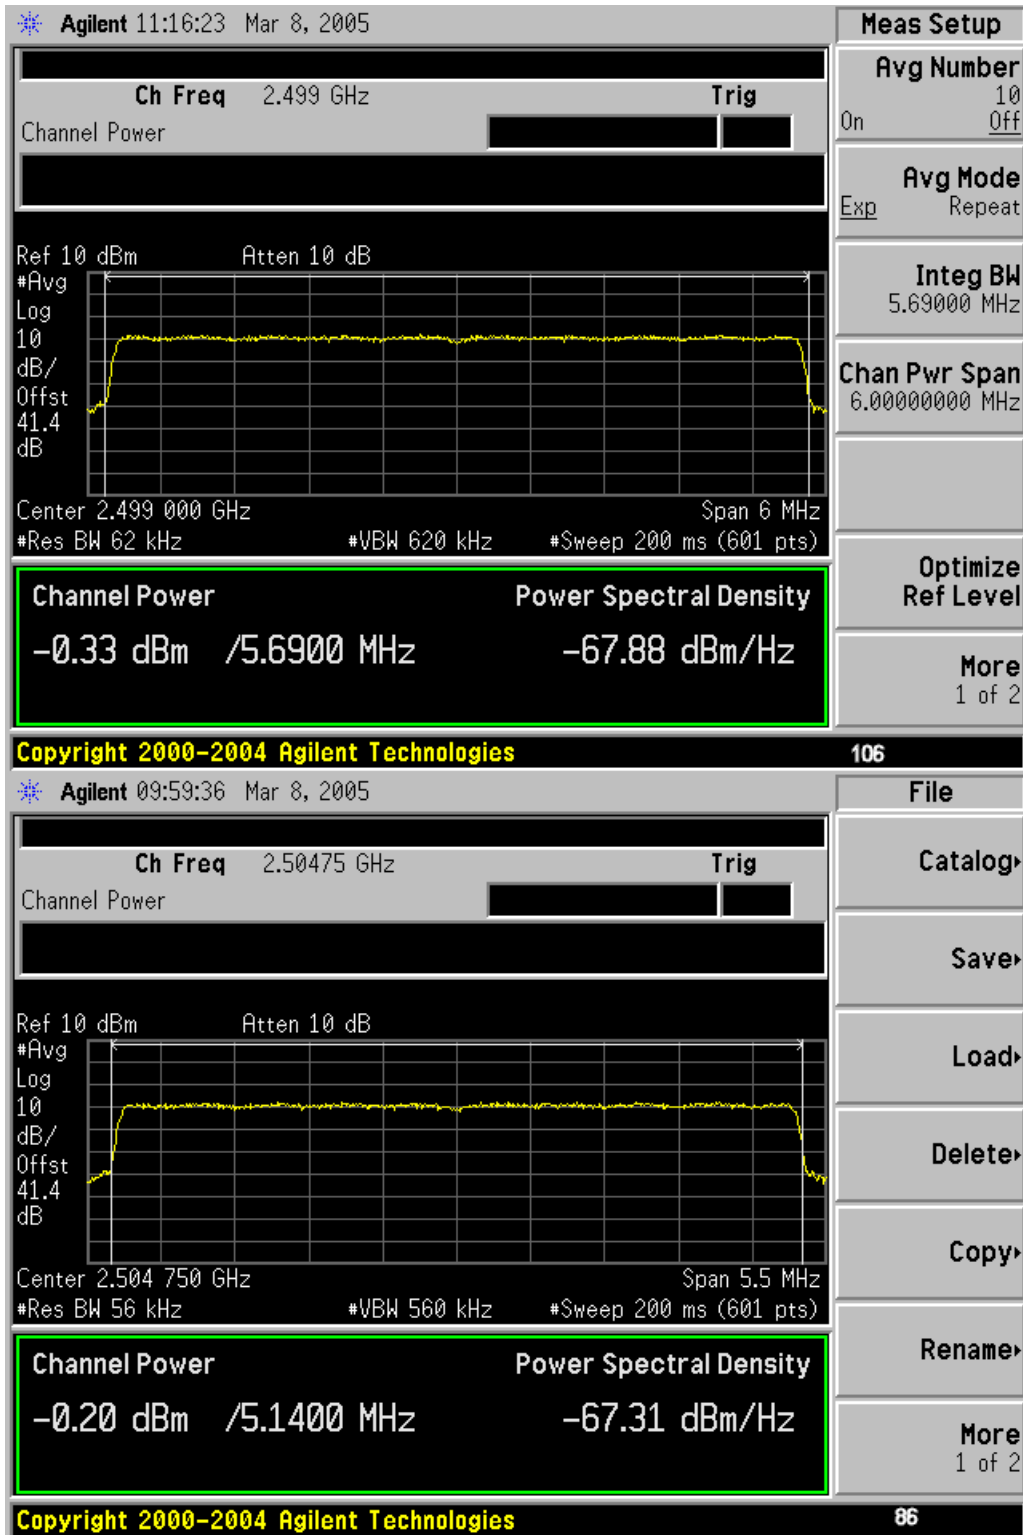 Agilent 11:16:23 Mar 8, 2005
Meas Setup
Ch Freq 2.499 GHz Trig
Channel Power
Avg Number
10
On Off
Avg Mode
Exp Repeat
Integ BW
5.69000 MHz
Chan Pwr Span
6.00000000 MHz
Optimize
Ref Level
More
1 of 2
Ref 10 dBm Atten 10 dB
#Avg
Log
10
dB/
Offst
41.4
dB
Center 2.499 000 GHz Span 6 MHz
#Res BW 62 kHz #VBW 620 kHz #Sweep 200 ms (601 pts)
Channel Power Power Spectral Density
-0.33 dBm /5.6900 MHz -67.88 dBm/Hz
Copyright 2000-2004 Agilent Technologies
106
Agilent 09:59:36 Mar 8, 2005
File
Ch Freq 2.50475 GHz Trig
Channel Power
Catalog
Save
Load
Delete
Copy
Rename
More
1 of 2
Ref 10 dBm Atten 10 dB
#Avg
Log
10
dB/
Offst
41.4
dB
Center 2.504 750 GHz Span 5.5 MHz
#Res BW 56 kHz #VBW 560 kHz #Sweep 200 ms (601 pts)
Channel Power Power Spectral Density
-0.20 dBm /5.1400 MHz -67.31 dBm/Hz
Copyright 2000-2004 Agilent Technologies
86